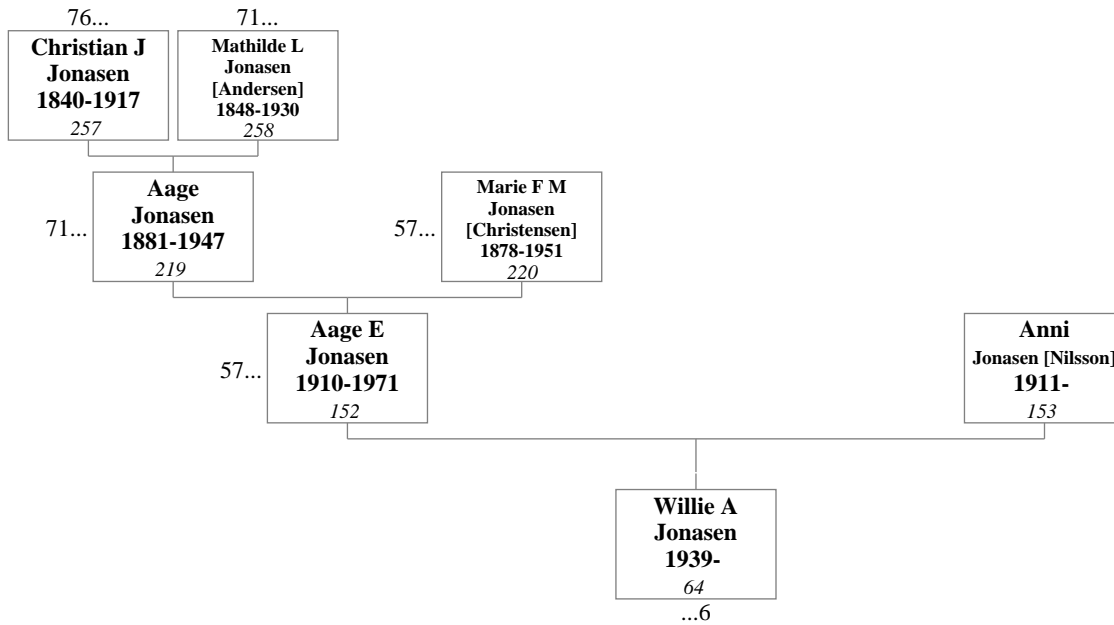 76...
Christian J
Jonasen
1840-1917
257
71...
Mathilde L
Jonasen
[Andersen]
1848-1930
258
71...
Aage
Jonasen
1881-1947
219
57...
Marie F M
Jonasen
[Christensen]
1878-1951
220
57...
Aage E
Jonasen
1910-1971
152
Anni
Jonasen [Nilsson]
1911-
153
Willie A
Jonasen
1939-
64
...6